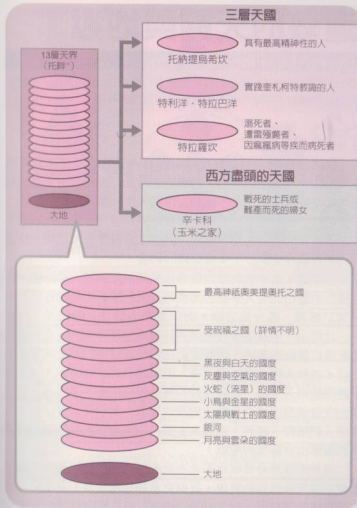 三層天國
13層天界
（托胖*）
大地
托納提烏希坎
具有最高精神性的人
特利洋・特拉巴洋
實踐奎札柯特教誨的人
特拉羅坎
溺死者、
遭雷殛斃者、
因痲瘋病等疾而病死者
西方盡頭的天國
辛卡科
（玉米之家）
戰死的士兵或
難產而死的婦女
最高神祇奧美提奧托之國
受祝福之國（詳情不明）
黑夜與白天的國度
灰塵與空氣的國度
火蛇（流星）的國度
小鳥與金星的國度
太陽與戰士的國度
銀河
月亮與雲朵的國度
大地